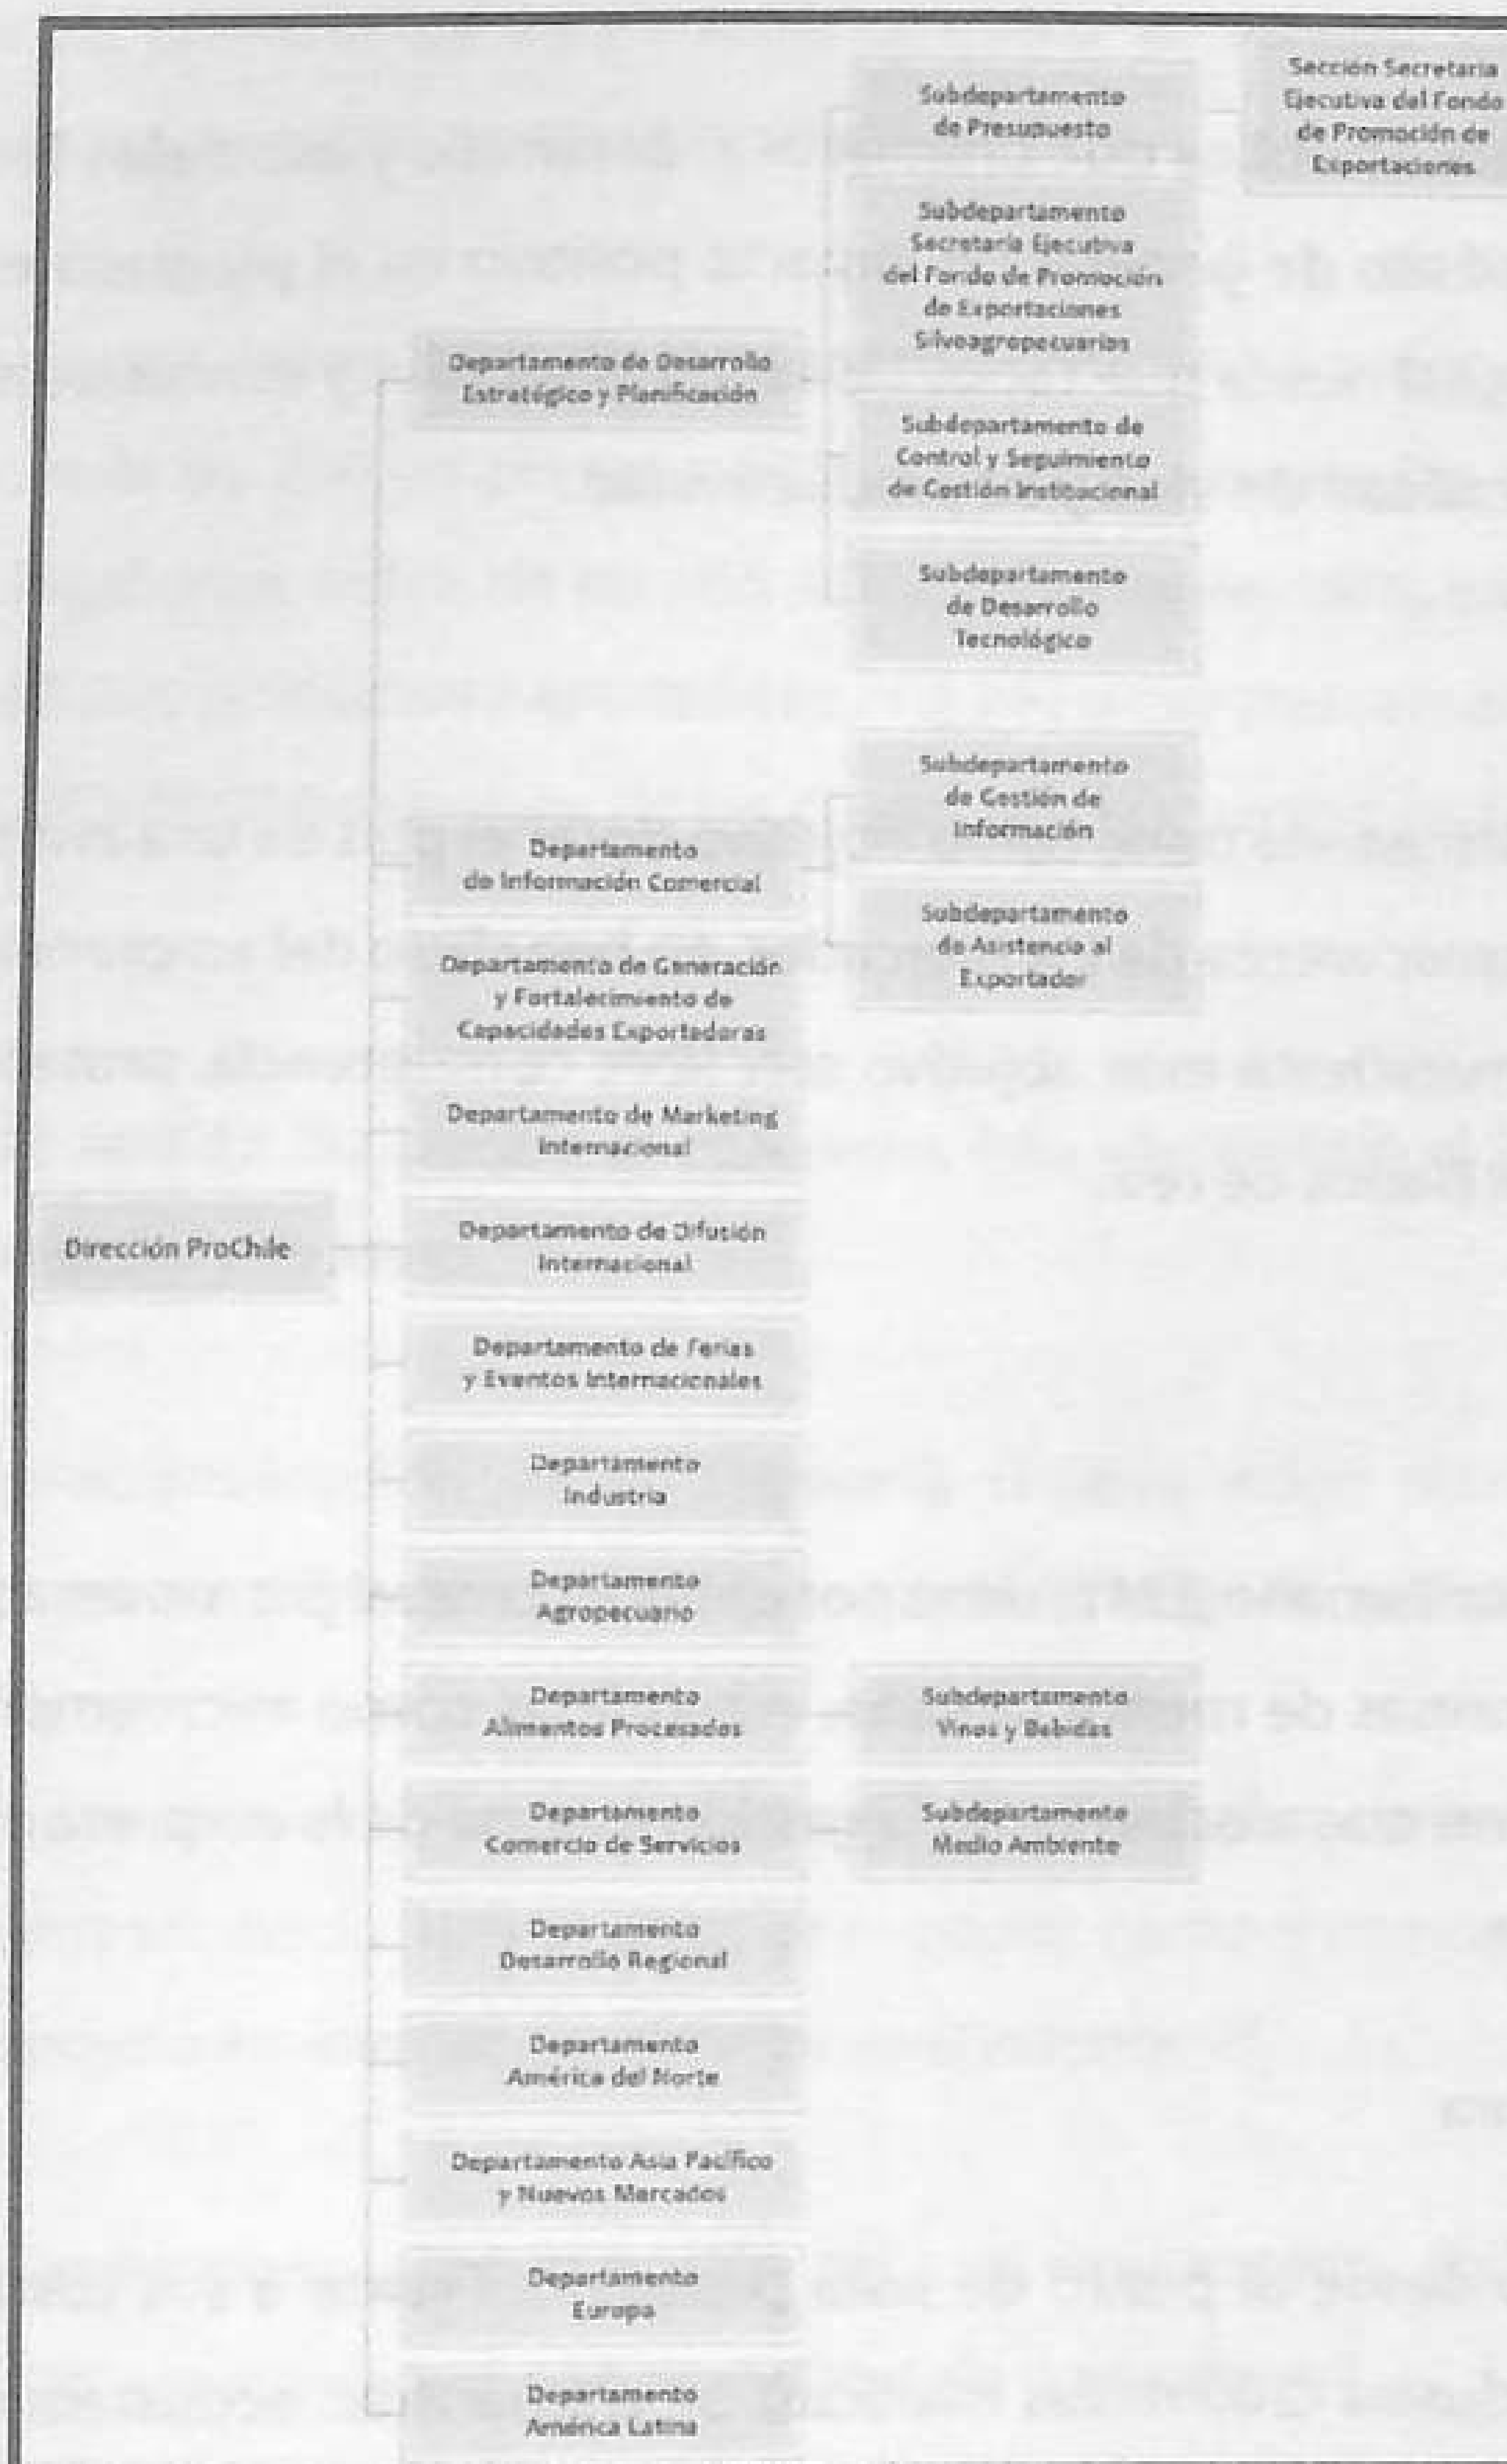 Subdepartamento
de Presupuesto
Sección Secretaria
Ejecutiva del Fondo
de Promoción de
Exportaciones
Subdepartamento
Secretaría Ejecutiva
del Fondo de Promoción
de Exportaciones
Silvoagropecuarias
Departamento de Desarrollo
Estratégico y Planificación
Subdepartamento de
Control y Seguimiento
de Gestión Institucional
Subdepartamento
de Desarrollo
Tecnológico
Departamento
de Información Comercial
Subdepartamento
de Gestión de
Información
Subdepartamento
de Asistencia al
Exportador
Departamento de Generación
y Fortalecimiento de
Capacidades Exportadoras
Departamento de Marketing
Internacional
Dirección ProChile
Departamento de Difusión
Internacional
Departamento de Ferias
y Eventos Internacionales
Departamento
Industria
Departamento
Agropecuario
Departamento
Alimentos Procesados
Subdepartamento
Vinos y Bebidas
Departamento
Comercio de Servicios
Subdepartamento
Medio Ambiente
Departamento
Desarrollo Regional
Departamento
América del Norte
Departamento Asia Pacífico
y Nuevos Mercados
Departamento
Europa
Departamento
América Latina